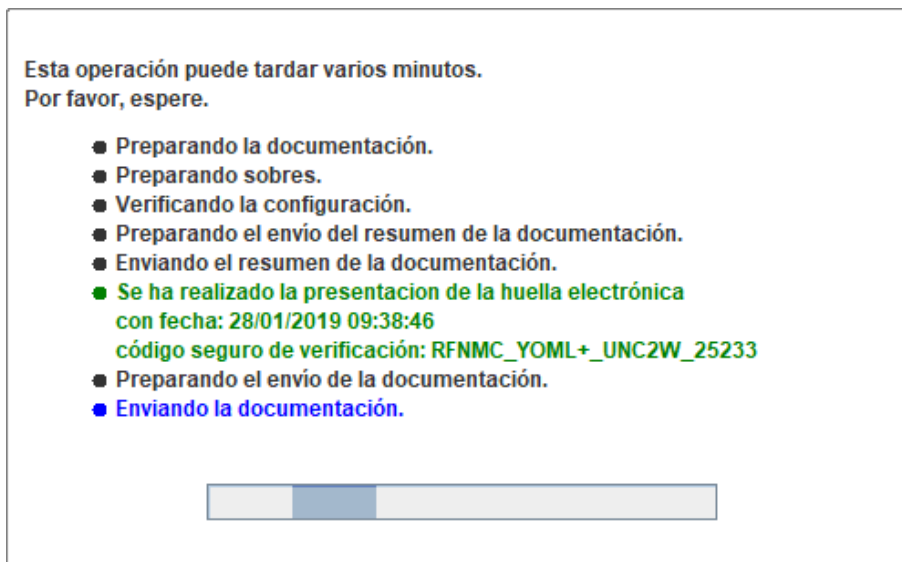 Esta operación puede tardar varios minutos.
Por favor, espere.
Preparando la documentación.
Preparando sobres.
Verificando la configuración.
Preparando el envío del resumen de la documentación.
Enviando el resumen de la documentación.
Se ha realizado la presentacion de la huella electrónica
con fecha: 28/01/2019 09:38:46
código seguro de verificación: RFNMC_YOML+_UNC2W_25233
Preparando el envío de la documentación.
Enviando la documentación.